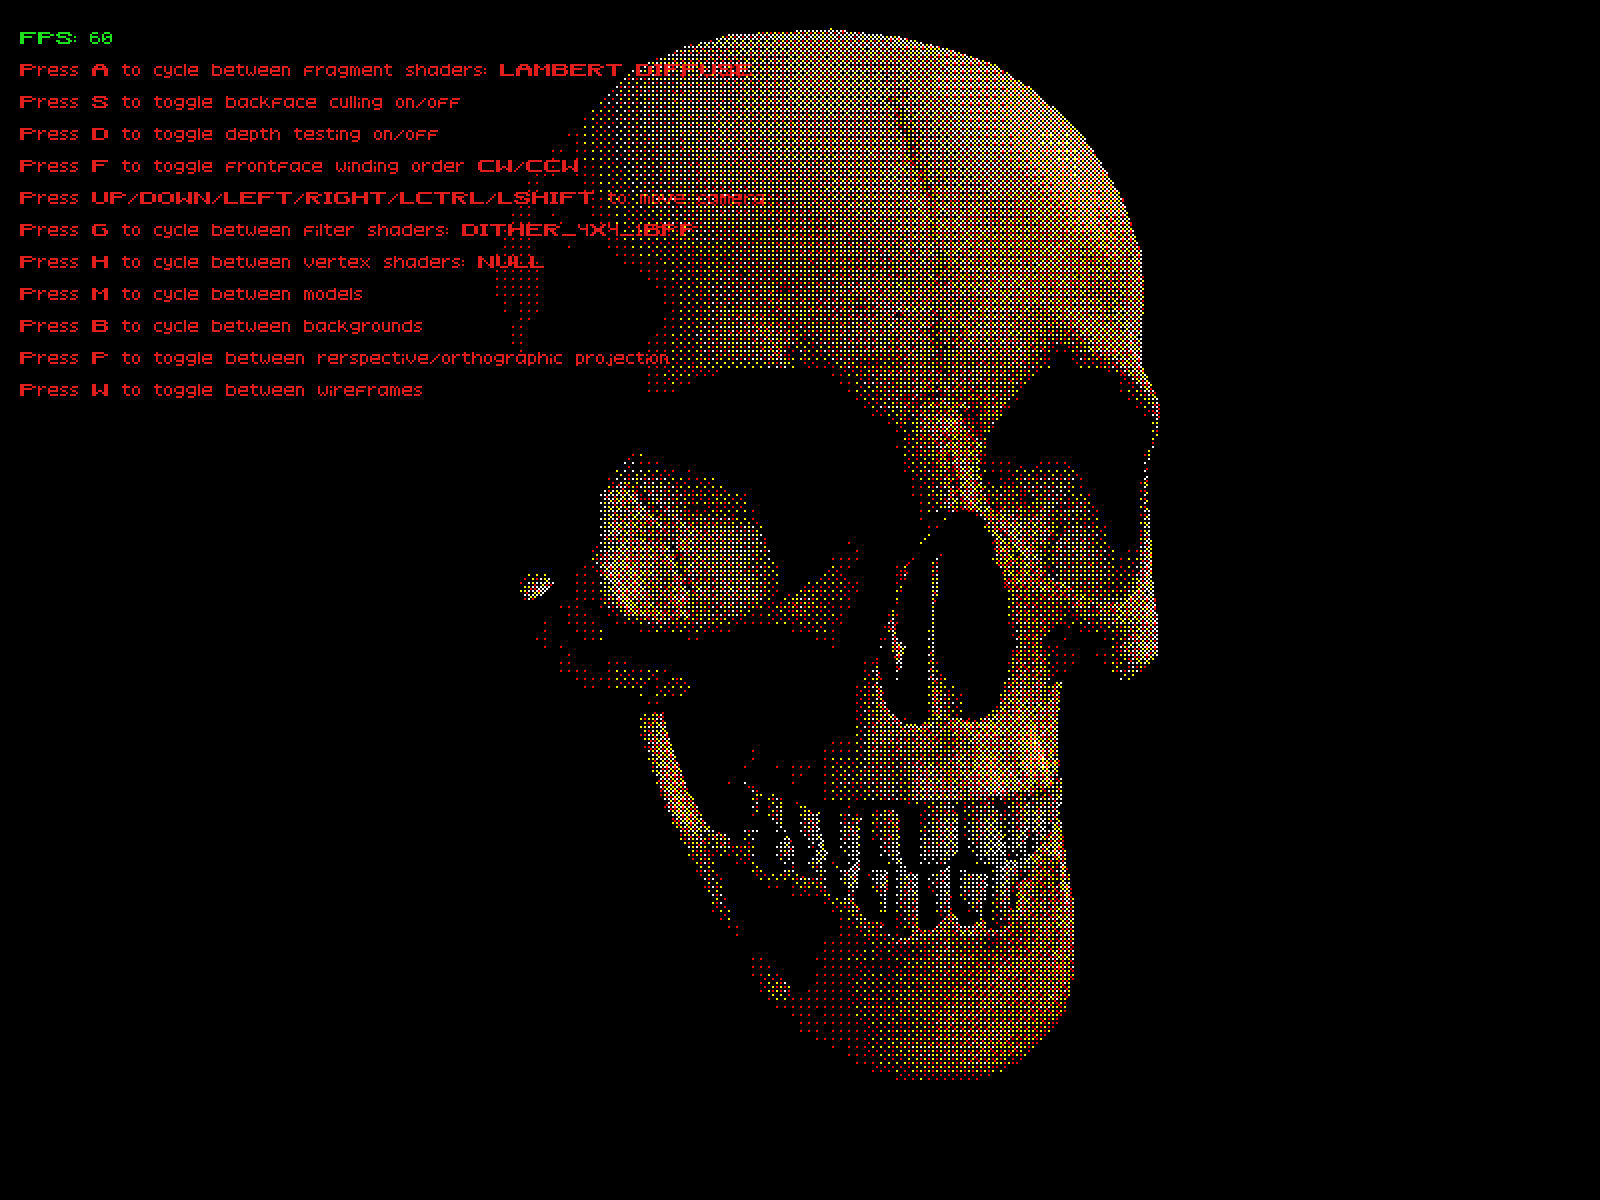 FPS: 60
Press A to cycle between fragment shaders: LAMBERT DIFFUSE
Press S to toggle backface culling on/off
Press D to toggle depth testing on/off
Press F to toggle frontface winding order CW/CCW
Press UP/DOWN/LEFT/RIGHT/LCTRL/LSHIFT to move camera
Press G to cycle between filter shaders: DITHER_4X4_1BPP
Press H to cycle between vertex shaders: NULL
Press M to cycle between models
Press B to cycle between backgrounds
Press P to toggle between rerspective/orthographic projection
Press W to toggle between wireframes